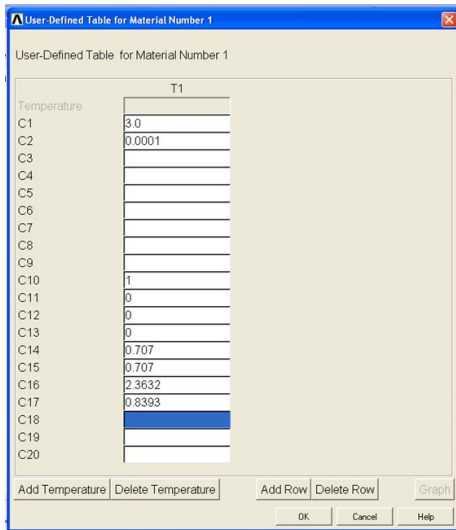 User-Defined Table for Material Number 1
User-Defined Table for Material Number 1
T1
Temperature
C1 3.0
C2 0.0001
C3
C4
C5
C6
C7
C8
C9
C10 1
C11 0
C12 0
C13 0
C14 0.707
C15 0.707
C16 2.3632
C17 0.8393
C18
C19
C20
Add Temperature Delete Temperature Add Row Delete Row Graph
OK Cancel Help